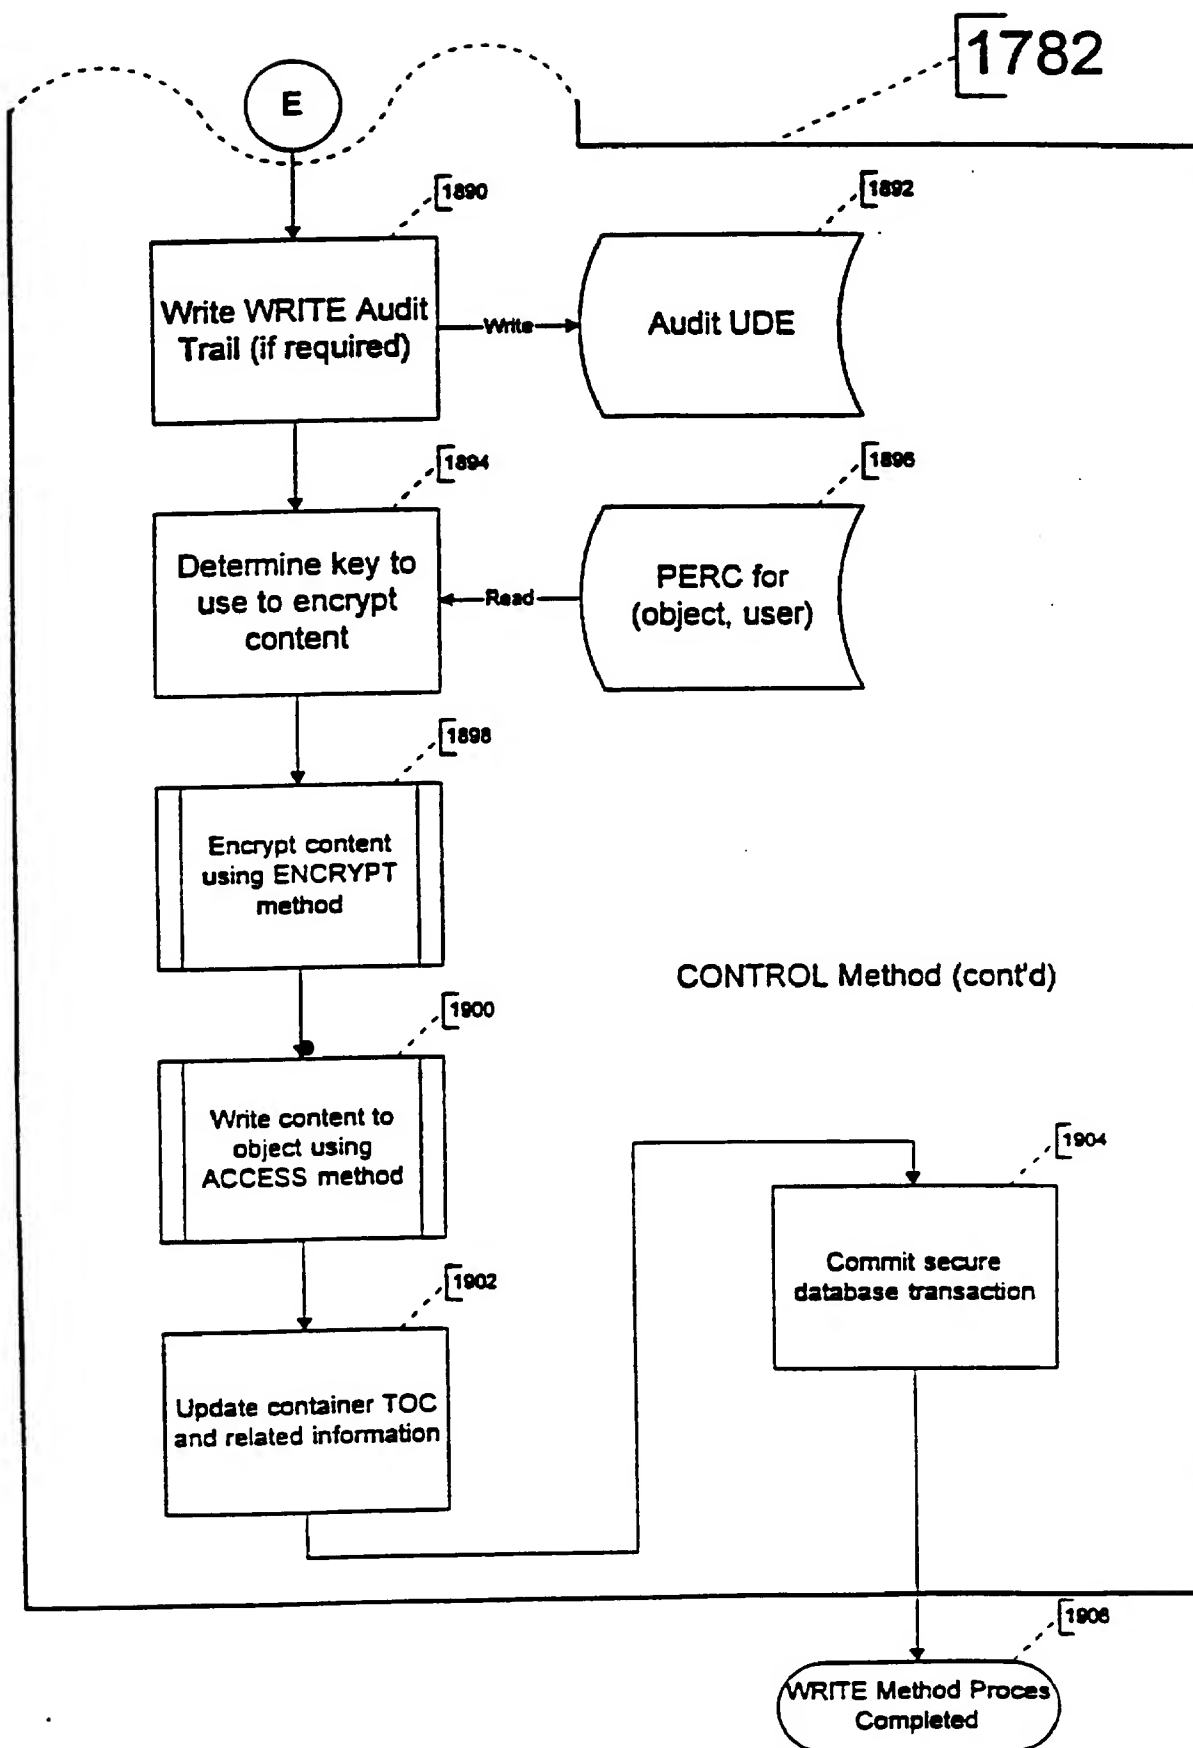 1782
E
1890
1892
Write WRITE Audit
Trail (if required)
Write
Audit UDE
1894
1896
Determine key to
use to encrypt
content
Read
PERC for
(object, user)
1898
Encrypt content
using ENCRYPT
method
CONTROL Method (cont'd)
1900
Write content to
object using
ACCESS method
1904
Commit secure
database transaction
1902
Update container TOC
and related information
1906
WRITE Method Proces
Completed